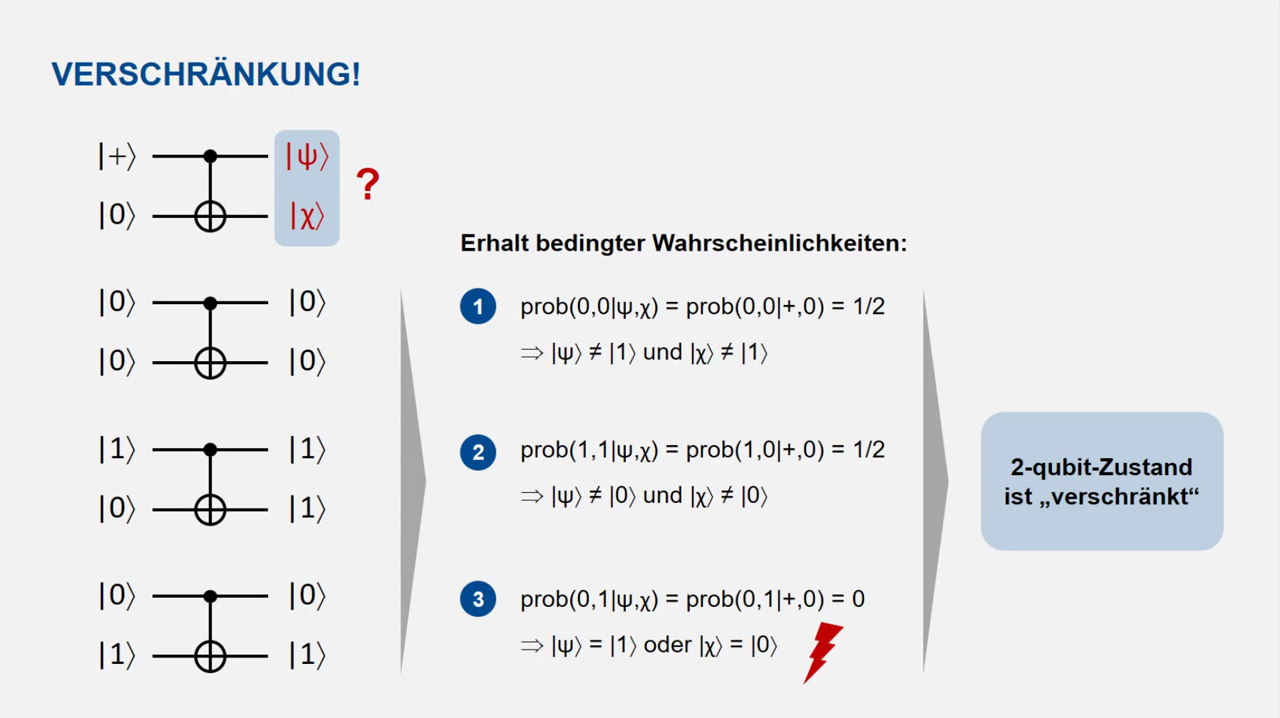 VERSCHRÄNKUNG!
|+⟩ |ψ⟩
?
|0⟩ |χ⟩
|0⟩ |0⟩
|0⟩ |0⟩
|1⟩ |1⟩
|0⟩ |1⟩
|0⟩ |0⟩
|1⟩ |1⟩
Erhalt bedingter Wahrscheinlichkeiten:
1 prob(0,0|ψ,χ) = prob(0,0|+,0) = 1/2
⇒ |ψ⟩ ≠ |1⟩ und |χ⟩ ≠ |1⟩
2 prob(1,1|ψ,χ) = prob(1,0|+,0) = 1/2
⇒ |ψ⟩ ≠ |0⟩ und |χ⟩ ≠ |0⟩
3 prob(0,1|ψ,χ) = prob(0,1|+,0) = 0
⇒ |ψ⟩ = |1⟩ oder |χ⟩ = |0⟩
2-qubit-Zustand
ist „verschränkt“